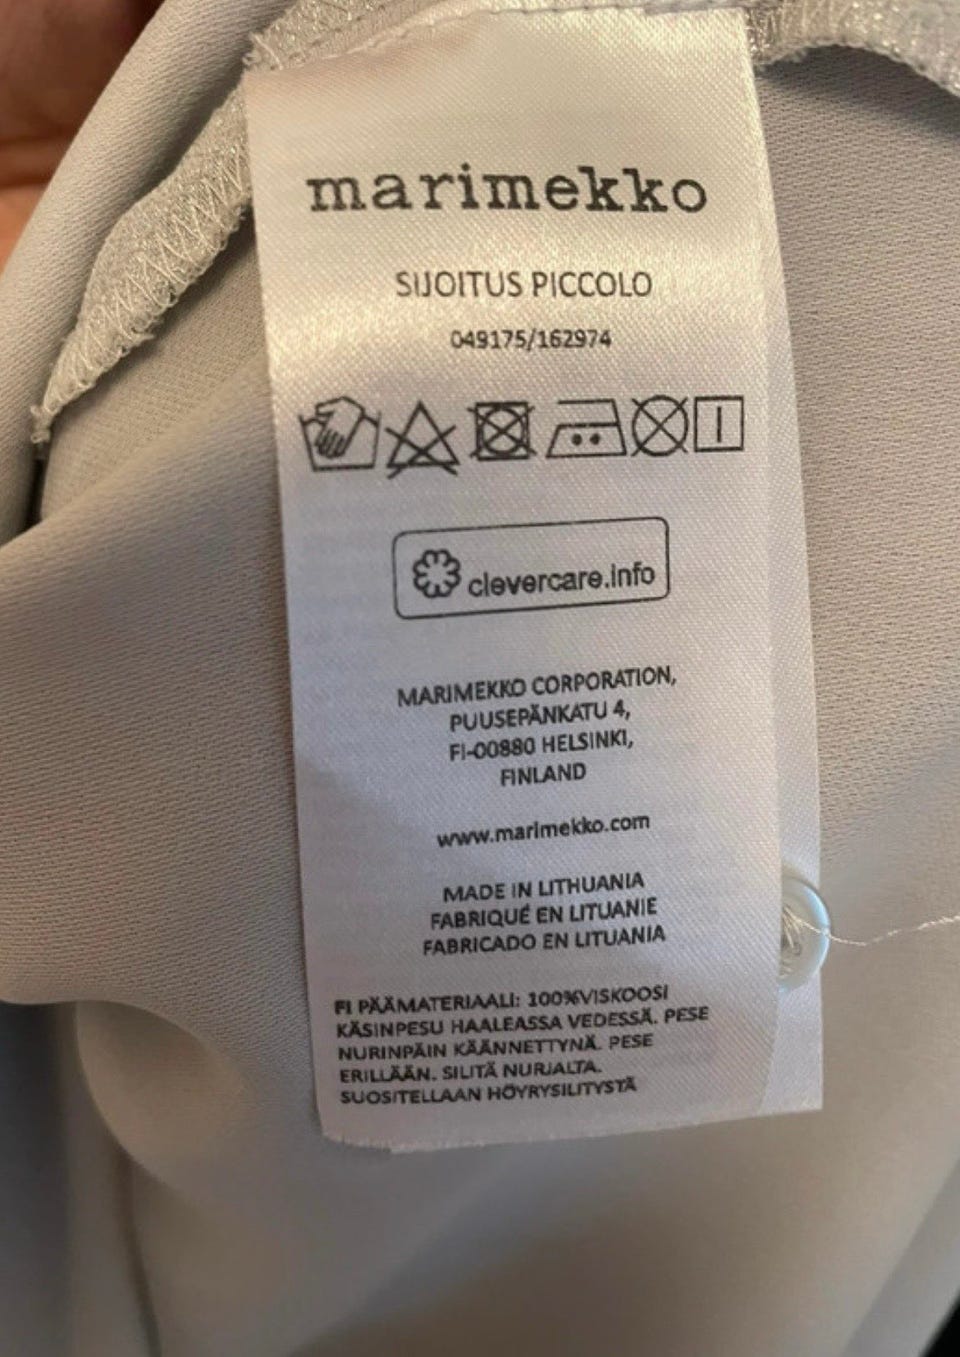 marimekko
SIJOITUS PICCOLO
049175/162974
clevercare.info
MARIMEKKO CORPORATION,
PUUSEPÄNKATU 4,
FI-00880 HELSINKI,
FINLAND
www.marimekko.com
MADE IN LITHUANIA
FABRIQUÉ EN LITUANIE
FABRICADO EN LITUANIA
FI PÄÄMATERIAALI: 100%VISKOOSI
KÄSINPESU HAALEASSA VEDESSÄ. PESE
NURINPÄIN KÄÄNNETTYNÄ. PESE
ERILLÄÄN. SILITÄ NURJALTA.
SUOSITELLAAN HÖYRYSILITYSTÄ